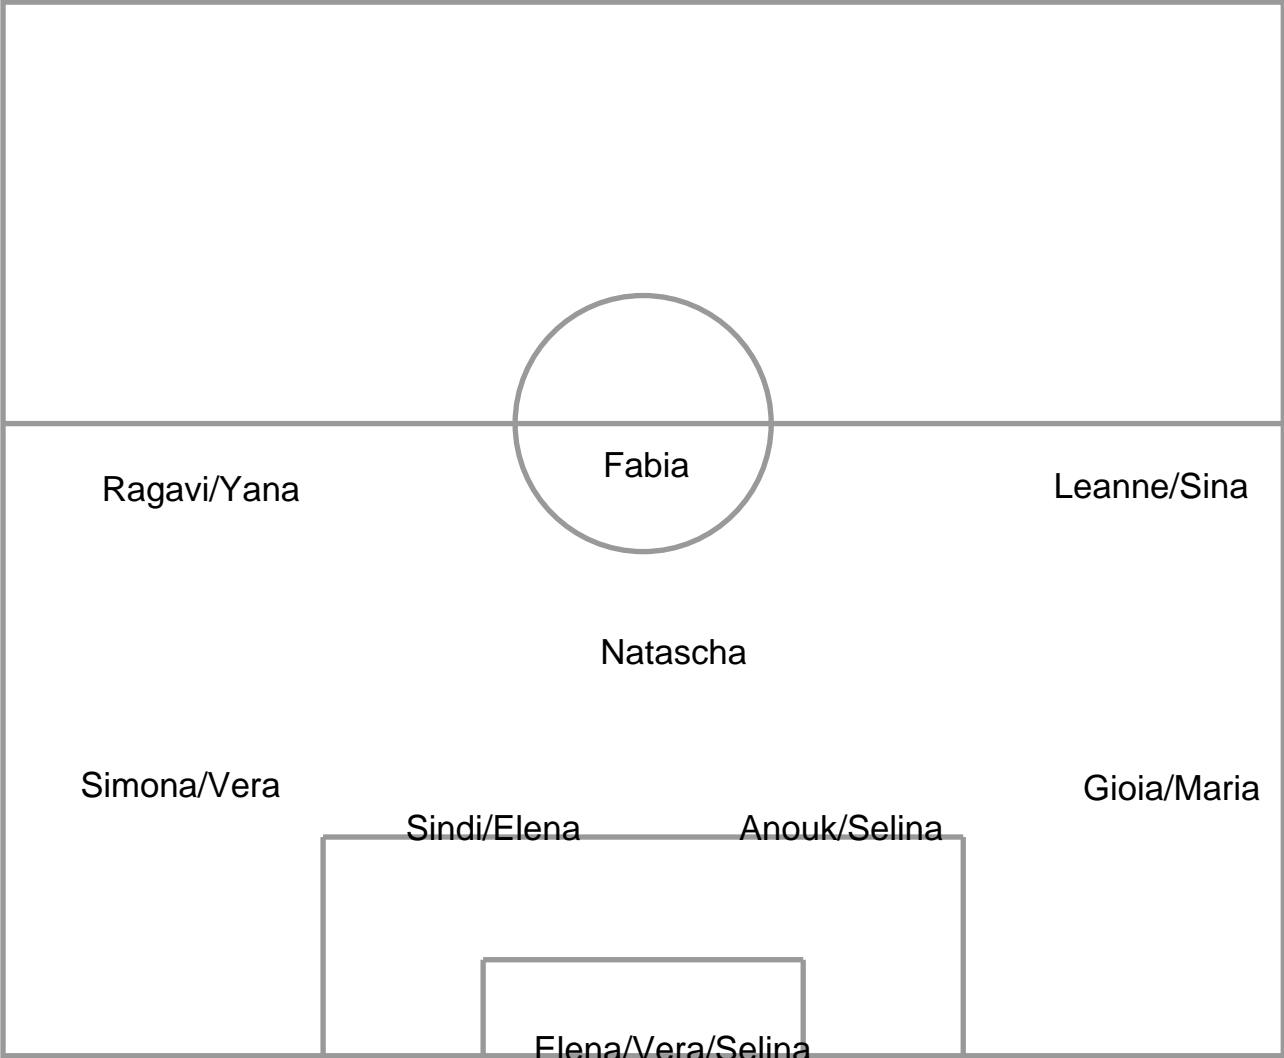 Fabia
Ragavi/Yana
Leanne/Sina
Natascha
Simona/Vera
Gioia/Maria
Sindi/Elena
Anouk/Selina
Elena/Vera/Selina